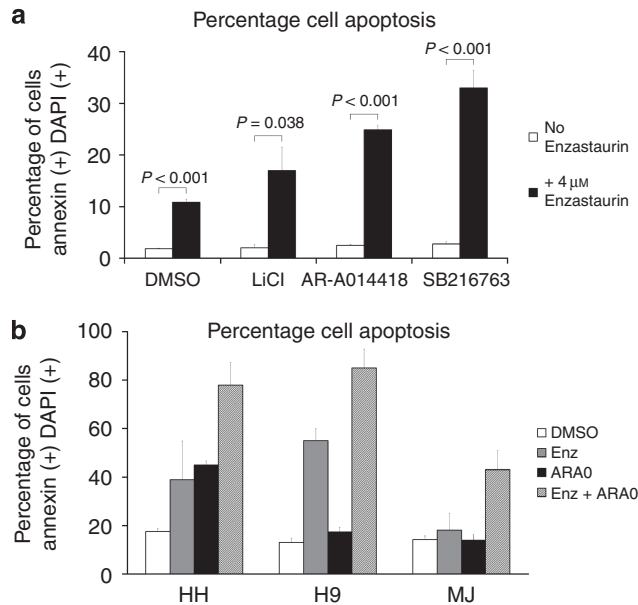 a
Percentage cell apoptosis
Percentage of cells
annexin (+) DAPI (+)
40
30
20
10
0
P < 0.001
P = 0.038
P < 0.001
P < 0.001
DMSO
LiCl
AR-A014418
SB216763
No
Enzastaurin
+ 4 μM
Enzastaurin
b
Percentage cell apoptosis
Percentage of cells
annexin (+) DAPI (+)
100
80
60
40
20
0
HH
H9
MJ
DMSO
Enz
ARA0
Enz + ARA0